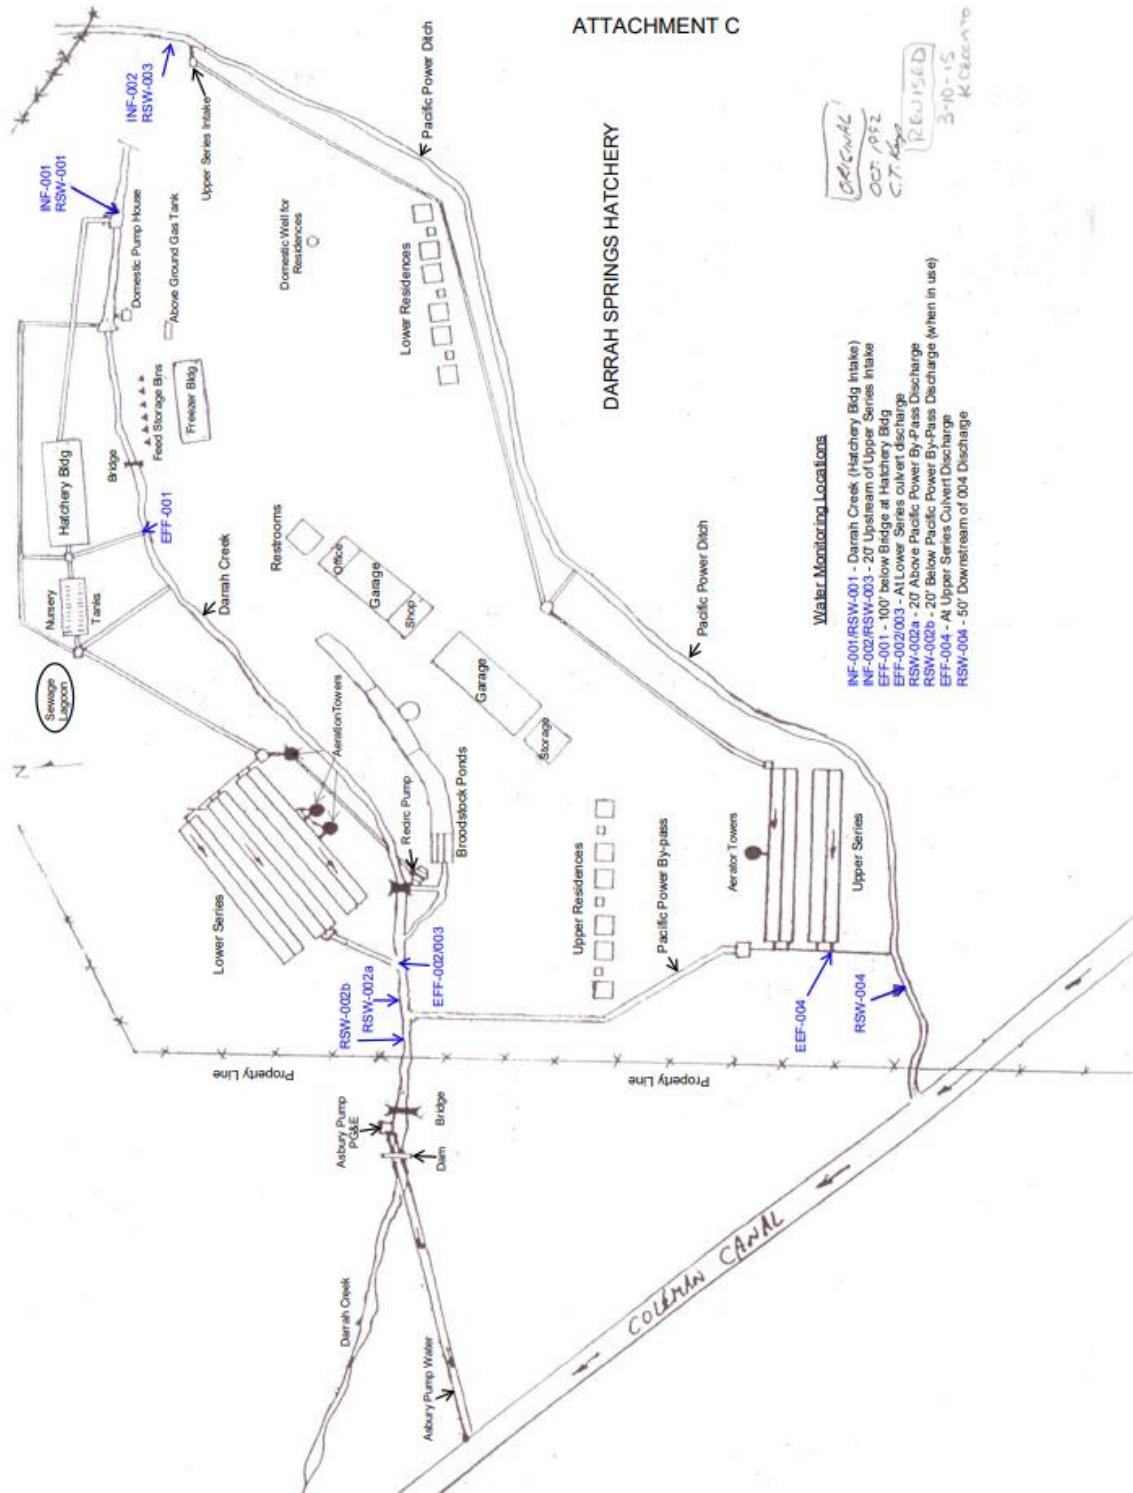 ATTACHMENT C
DARRAH SPRINGS HATCHERY
ORIGINAL
OCT. 1992
REVISED
3-10-15
INF-002
RSW-003
INF-001
RSW-001
Upper Series Intake
Pacific Power Ditch
Domestic Pump House
Above Ground Gas Tank
Domestic Well for
Residences
Lower Residences
Feed Storage Bins
Freezer Bldg
Hatchery Bldg
Bridge
EFF-001
Nursery
Tanks
Sewage
Lagoon
N
Darrah Creek
Restrooms
Office
Garage
Shop
Garage
Storage
Aeration Towers
Recirc Pump
Broodstock Ponds
Lower Series
Pacific Power Ditch
Upper Residences
Pacific Power By-pass
Aerator Towers
Upper Series
EFF-002/003
RSW-002a
RSW-002b
EEF-004
RSW-004
Property Line
Property Line
Asbury Pump
PG&E
Bridge
Dam
Darrah Creek
Asbury Pump Water
COLEMAN CANAL
Water Monitoring Locations
INF-001/RSW-001 - Darrah Creek (Hatchery Bldg Intake)
INF-002/RSW-003 - 20' Upstream of Upper Series Intake
EFF-001 - 100' below Bridge at Hatchery Bldg
EFF-002/003 - At Lower Series culvert discharge
RSW-002a - 20' Above Pacific Power By-Pass Discharge
RSW-002b - 20' Below Pacific Power By-Pass Discharge (when in use)
EFF-004 - At Upper Series Culvert Discharge
RSW-004 - 50' Downstream of 004 Discharge